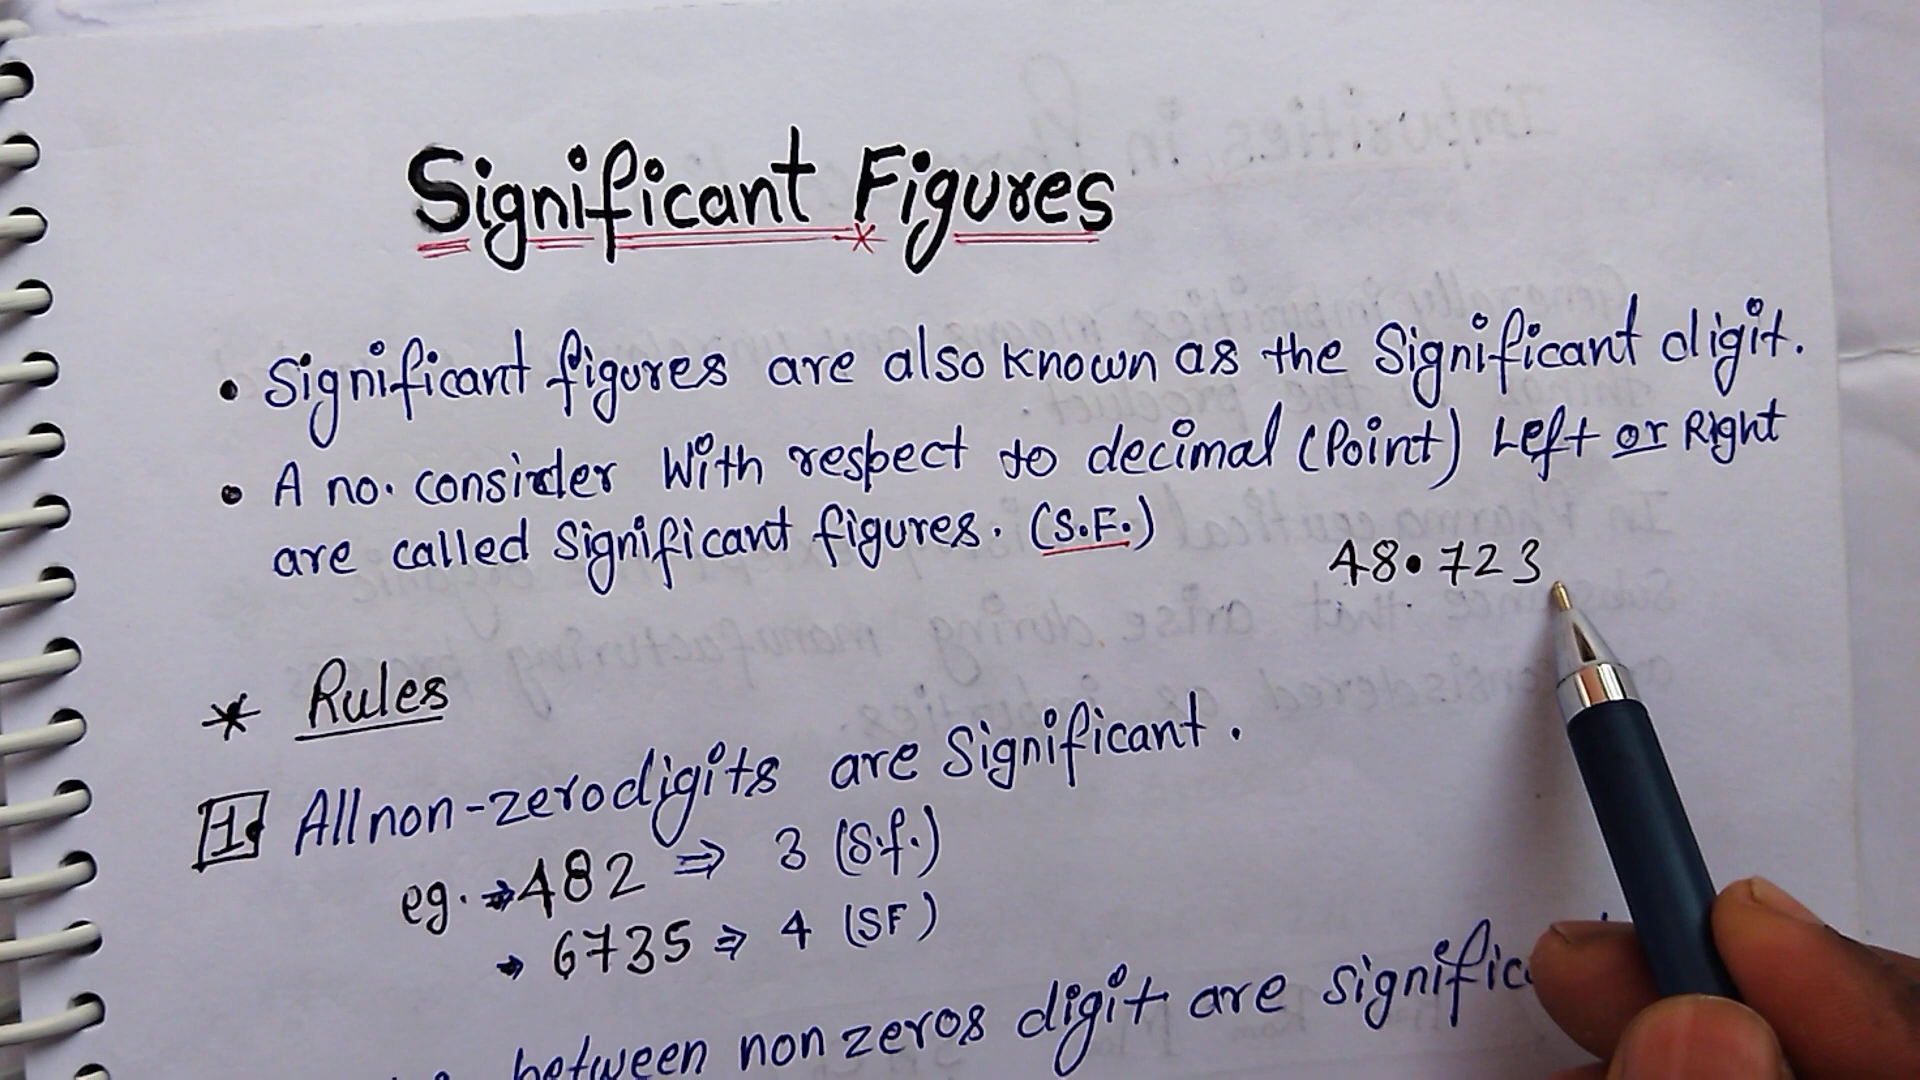 Significant Figures
• Significant figures are also known as the Significant digit.
• A no. consider With respect to decimal (Point) Left or Right
are called Significant figures. (S.F.)
48.723
* Rules
1. All non-zero digits are Significant.
eg. → 482 ⇒ 3 (S.f.)
→ 6735 ⇒ 4 (SF)
between non zeros digit are signific